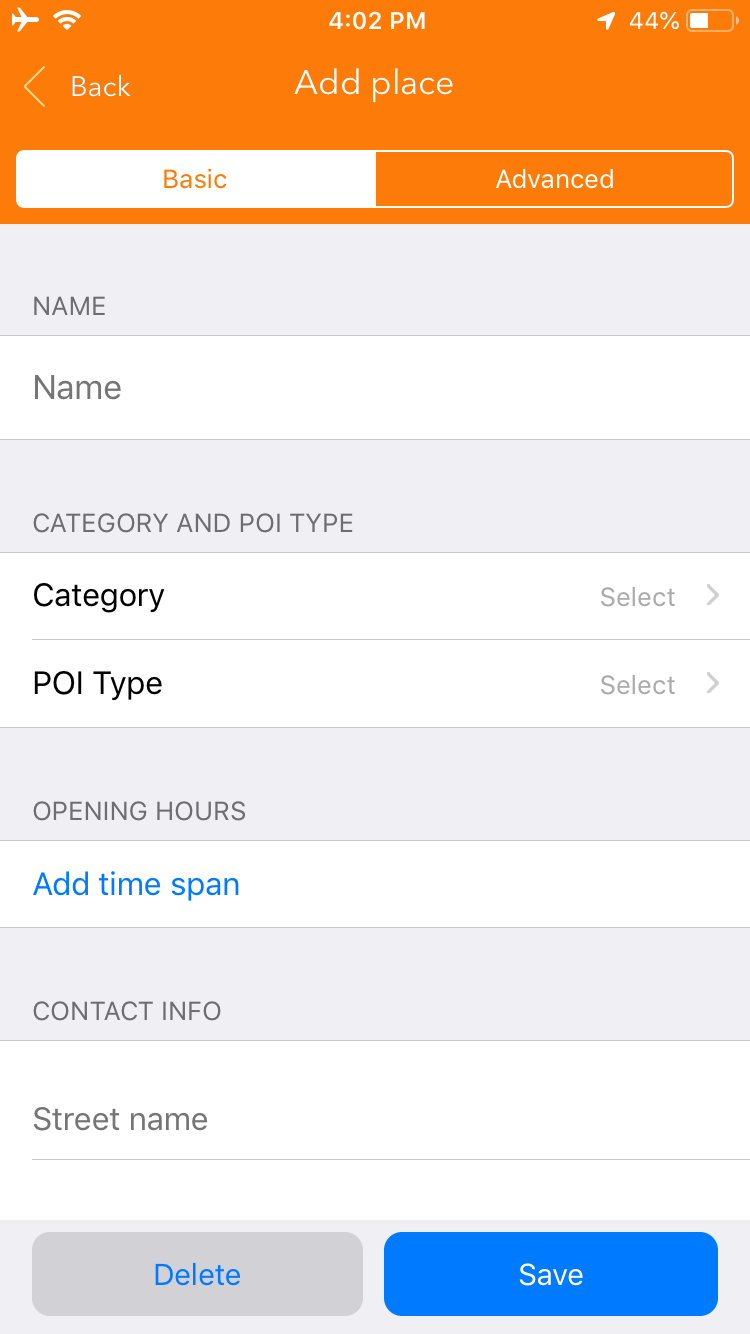 4:02 PM
44%
Back
Add place
Basic
Advanced
NAME
Name
CATEGORY AND POI TYPE
Category
Select
POI Type
Select
OPENING HOURS
Add time span
CONTACT INFO
Street name
Delete
Save